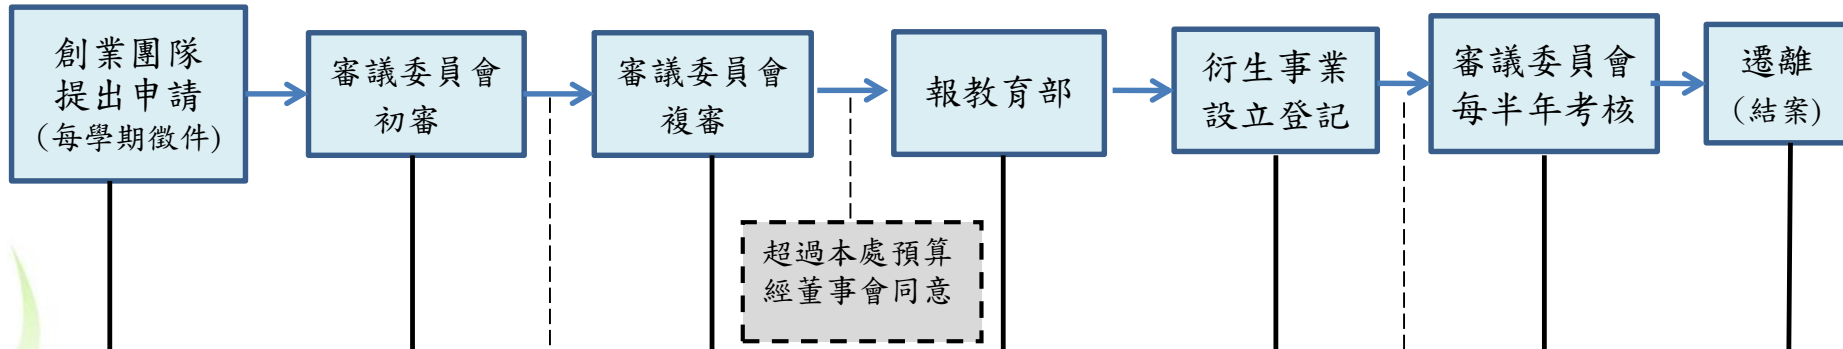 創業團隊
提出申請
(每學期徵件)
審議委員會
初審
審議委員會
複審
報教育部
衍生事業
設立登記
審議委員會
每半年考核
遷離
(結案)
超過本處預算
經董事會同意